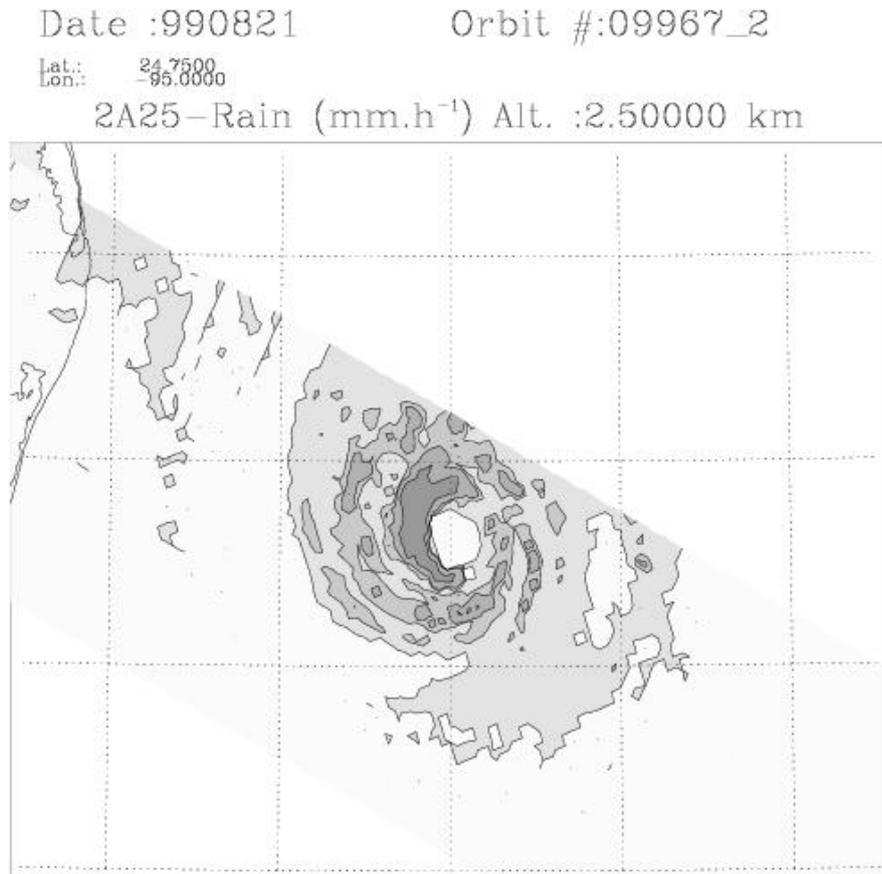 Date :990821 Orbit #:09967_2
Lat.: 24.7500
Lon.: -95.0000
2A25-Rain (mm.h⁻¹) Alt. :2.50000 km